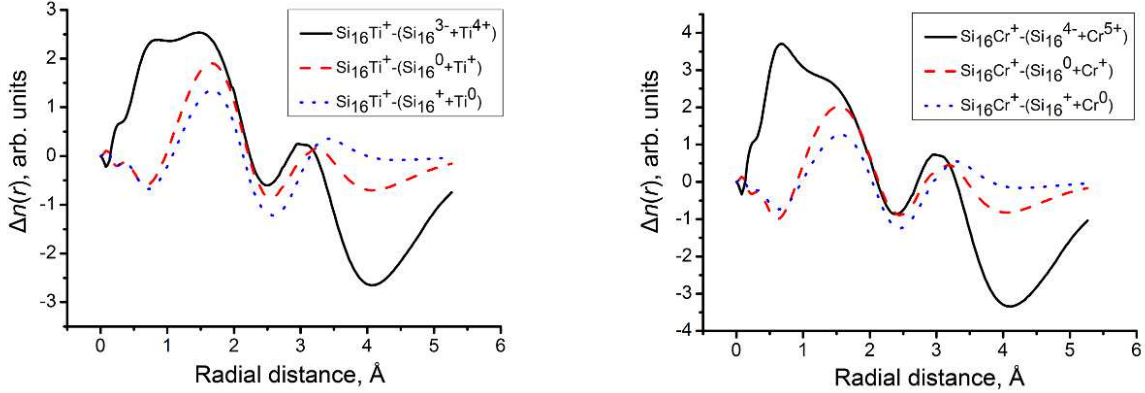 Si₁₆Ti⁺-(Si₁₆³⁻+Ti⁴⁺)
Si₁₆Ti⁺-(Si₁₆⁰+Ti⁺)
Si₁₆Ti⁺-(Si₁₆⁺+Ti⁰)
Δn(r), arb. units
3
2
1
0
-1
-2
-3
0 1 2 3 4 5 6
Radial distance, Å
Si₁₆Cr⁺-(Si₁₆⁴⁻+Cr⁵⁺)
Si₁₆Cr⁺-(Si₁₆⁰+Cr⁺)
Si₁₆Cr⁺-(Si₁₆⁺+Cr⁰)
Δn(r), arb. units
4
3
2
1
0
-1
-2
-3
-4
0 1 2 3 4 5 6
Radial distance, Å